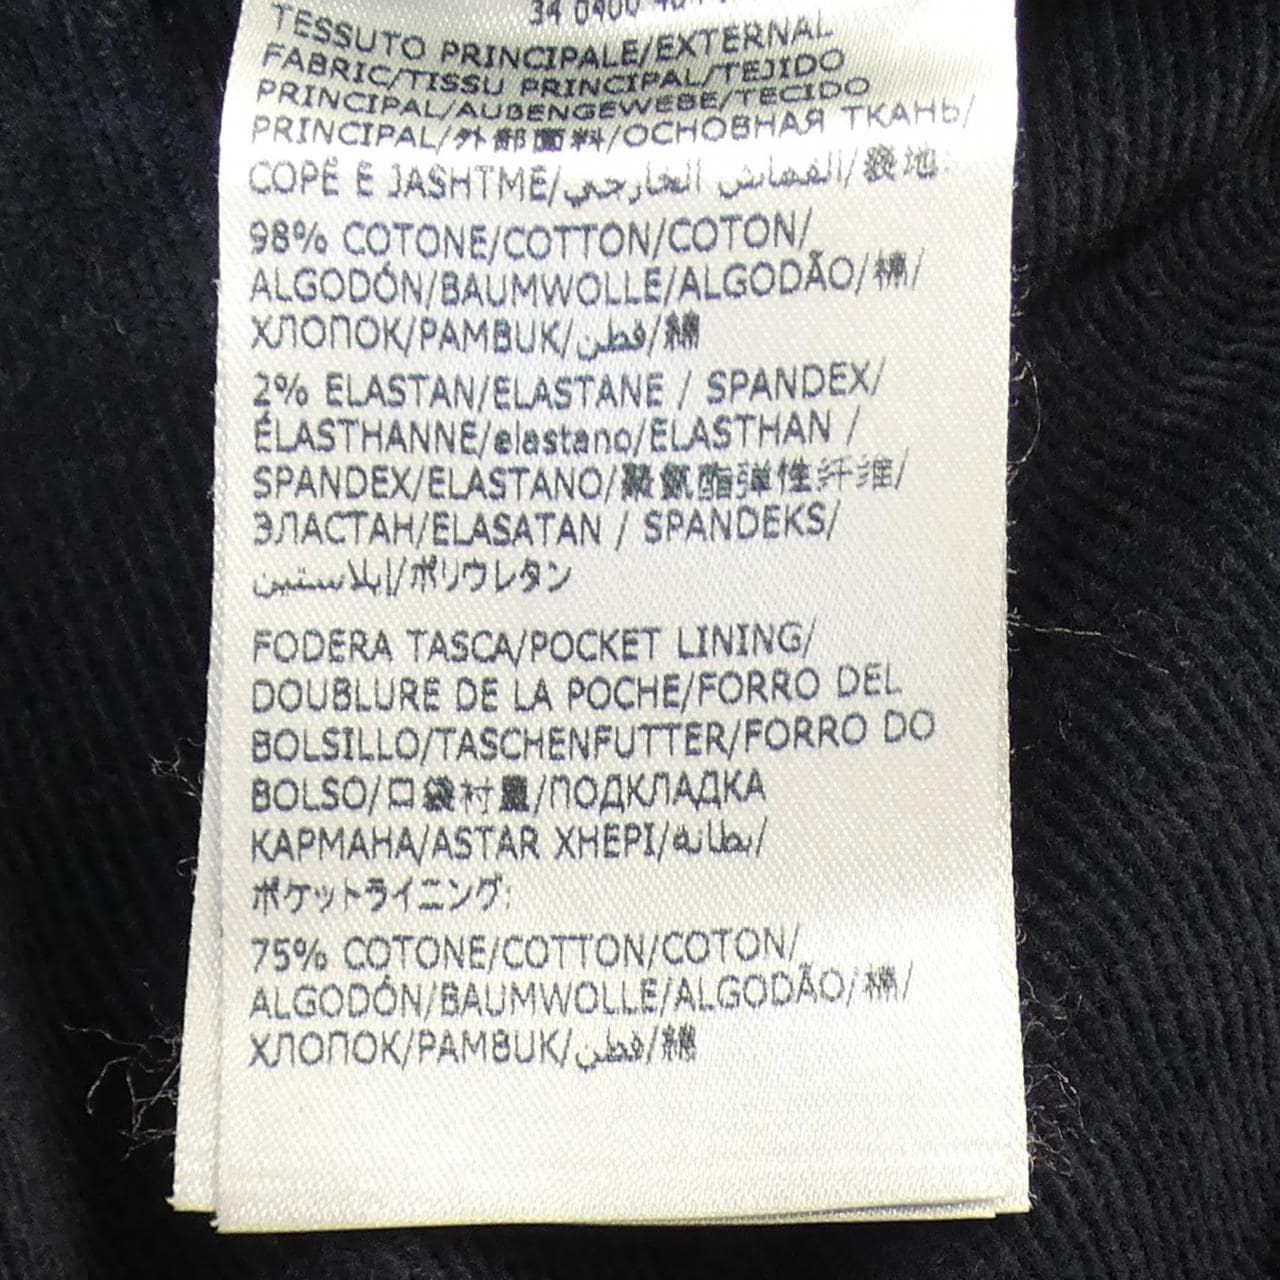 TESSUTO PRINCIPALE/EXTERNAL
FABRIC/TISSU PRINCIPAL/TEJIDO
PRINCIPAL/AUßENGEWEBE/TECIDO
PRINCIPAL/外部面料/ОСНОВНАЯ ТКАНЬ/
COPË E JASHTME/القماش الخارجي/表地:
98% COTONE/COTTON/COTON/
ALGODÓN/BAUMWOLLE/ALGODÃO/棉/
ХЛОПОК/PAMBUK/قطن/綿
2% ELASTAN/ELASTANE / SPANDEX/
ÉLASTHANNE/elastano/ELASTHAN /
SPANDEX/ELASTANO/聚氨酯弹性纤维/
ЭЛАСТАН/ELASATAN / SPANDEKS/
إيلاستين/ポリウレタン
FODERA TASCA/POCKET LINING/
DOUBLURE DE LA POCHE/FORRO DEL
BOLSILLO/TASCHENFUTTER/FORRO DO
BOLSO/口袋衬里/ПОДКЛАДКА
КАРМАНА/ASTAR XHEPI/بطانة/
ポケットライニング:
75% COTONE/COTTON/COTON/
ALGODÓN/BAUMWOLLE/ALGODÃO/棉/
ХЛОПОК/PAMBUK/قطن/綿